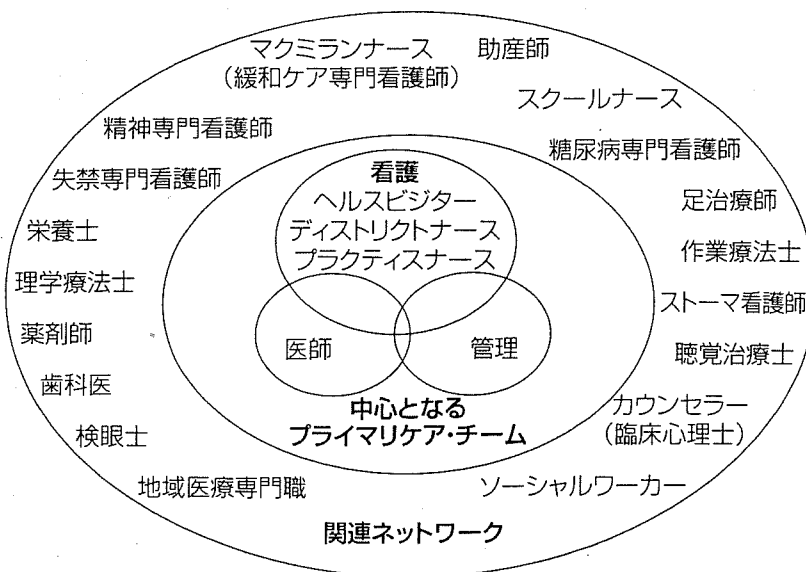 マクミランナース
(緩和ケア専門看護師)
助産師
スクールナース
精神専門看護師
糖尿病専門看護師
失禁専門看護師
看護
ヘルスビジター
ディストリクトナース
プラクティスナース
足治療師
栄養士
作業療法士
理学療法士
ストーマ看護師
薬剤師
医師
管理
聴覚治療士
歯科医
中心となる
プライマリケア・チーム
カウンセラー
(臨床心理士)
検眼士
地域医療専門職
ソーシャルワーカー
関連ネットワーク